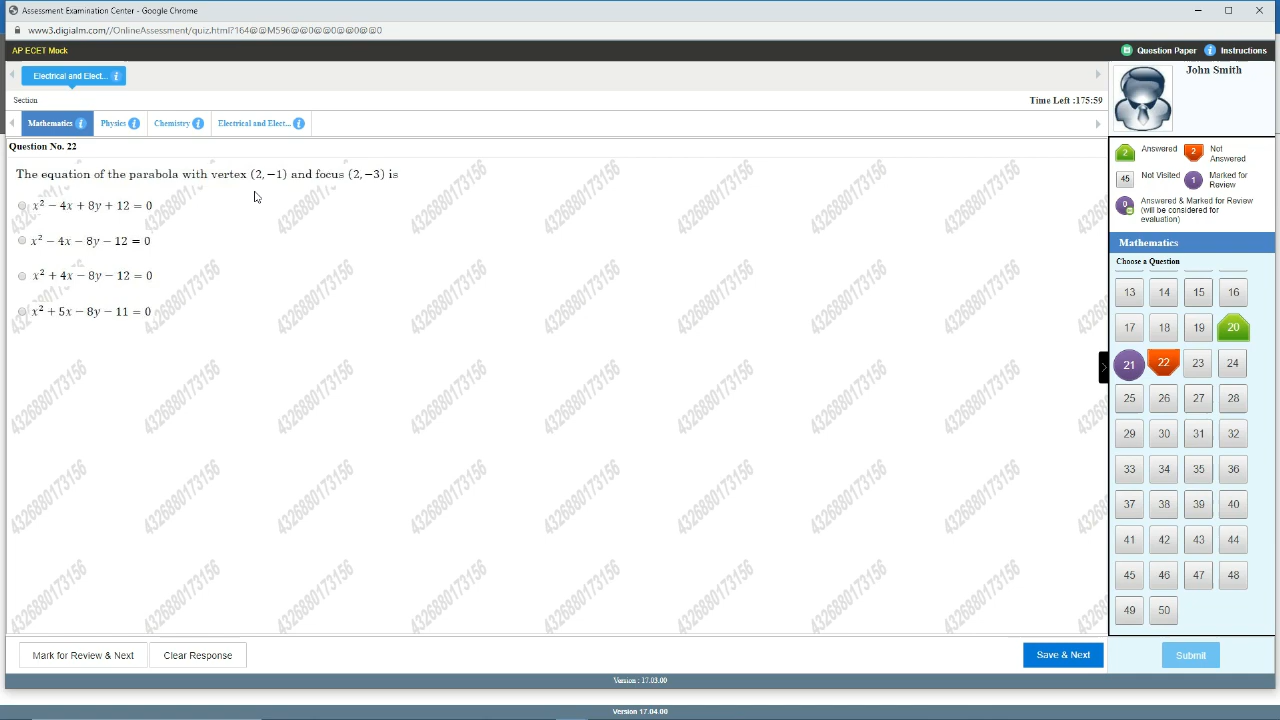 Assessment Examination Center - Google Chrome
www3.digialm.com//OnlineAssessment/quiz.html?164@@M596@@0@@0@@0@@0
AP ECET Mock
Question Paper
Instructions
Electrical and Elect...
John Smith
Section
Time Left :175:59
Mathematics
Physics
Chemistry
Electrical and Elect...
Question No. 22
The equation of the parabola with vertex (2, −1) and focus (2, −3) is
x² − 4x + 8y + 12 = 0
x² − 4x − 8y − 12 = 0
x² + 4x − 8y − 12 = 0
x² + 5x − 8y − 11 = 0
4326880173156
2 Answered
2 Not Answered
45 Not Visited
1 Marked for Review
0 Answered & Marked for Review (will be considered for evaluation)
Mathematics
Choose a Question
13 14 15 16
17 18 19 20
21 22 23 24
25 26 27 28
29 30 31 32
33 34 35 36
37 38 39 40
41 42 43 44
45 46 47 48
49 50
Mark for Review & Next
Clear Response
Save & Next
Submit
Version : 17.03.00
Version 17.04.00